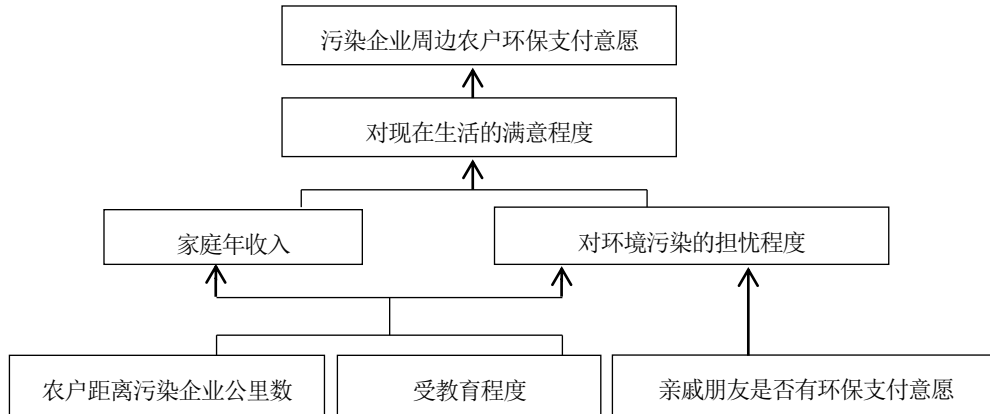 污染企业周边农户环保支付意愿
对现在生活的满意程度
家庭年收入
对环境污染的担忧程度
农户距离污染企业公里数
受教育程度
亲戚朋友是否有环保支付意愿